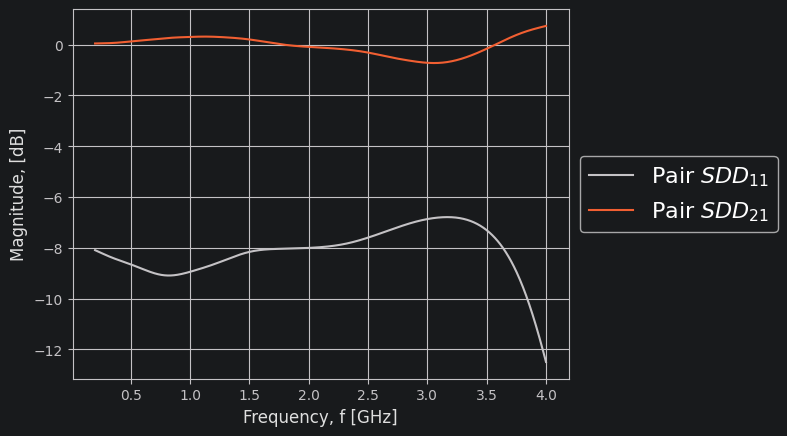 0
−2
−4
−6
−8
−10
−12
Magnitude, [dB]
0.5 1.0 1.5 2.0 2.5 3.0 3.5 4.0
Frequency, f [GHz]
Pair SDD₁₁
Pair SDD₂₁